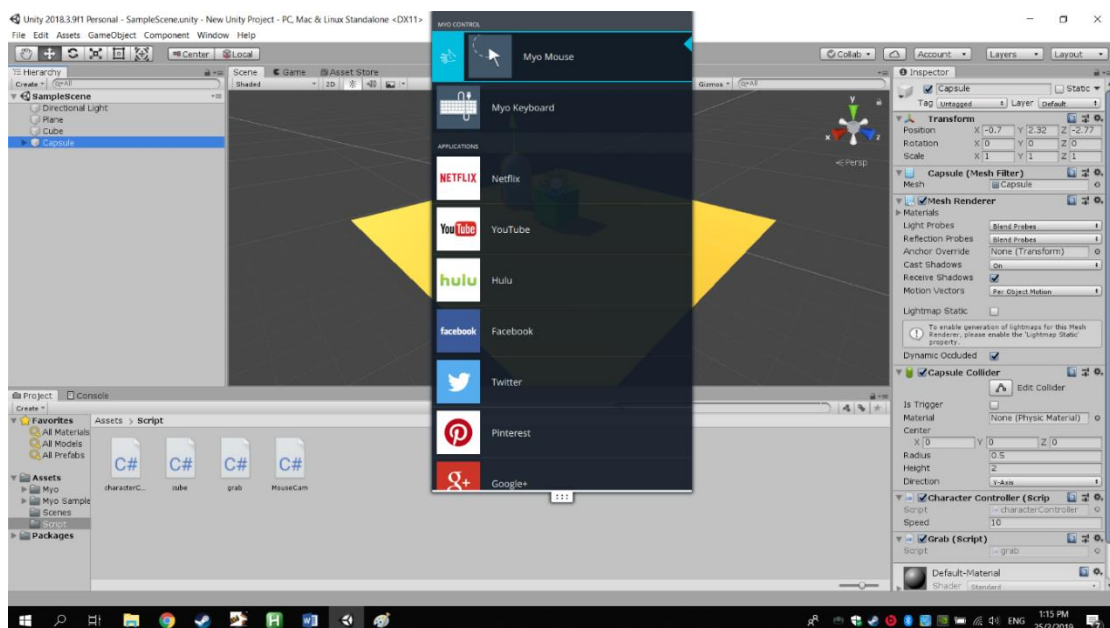 Unity 2018.3.9f1 Personal - SampleScene.unity - New Unity Project - PC, Mac & Linux Standalone <DX11>
File Edit Assets GameObject Component Window Help
Center Local
Collab Account Layers Layout
Hierarchy
Create
SampleScene
Directional Light
Plane
Cube
Capsule
Scene Game Asset Store
Shaded 2D
Gizmos
y
x z
Persp
MYO CONTROL
Myo Mouse
Myo Keyboard
APPLICATIONS
NETFLIX Netflix
YouTube YouTube
hulu Hulu
facebook Facebook
Twitter
Pinterest
g+ Google+
Inspector
Capsule Static
Tag Untagged Layer Default
Transform
Position X -0.7 Y 2.32 Z -2.77
Rotation X 0 Y 0 Z 0
Scale X 1 Y 1 Z 1
Capsule (Mesh Filter)
Mesh Capsule
Mesh Renderer
Materials
Light Probes Blend Probes
Reflection Probes Blend Probes
Anchor Override None (Transform)
Cast Shadows On
Receive Shadows
Motion Vectors Per Object Motion
Lightmap Static
To enable generation of lightmaps for this Mesh
Renderer, please enable the 'Lightmap Static'
property.
Dynamic Occluded
Capsule Collider
Edit Collider
Is Trigger
Material None (Physic Material)
Center
X 0 Y 0 Z 0
Radius 0.5
Height 2
Direction Y-Axis
Character Controller (Scrip
Script characterController
Speed 10
Grab (Script)
Script grab
Default-Material
Shader Standard
Project Console
Create
Favorites
All Materials
All Models
All Prefabs
Assets
Myo
Myo Sample
Scenes
Script
Packages
Assets > Script
C# C# C# C#
characterC... cube grab MouseCam
ENG 1:15 PM
25/3/2019